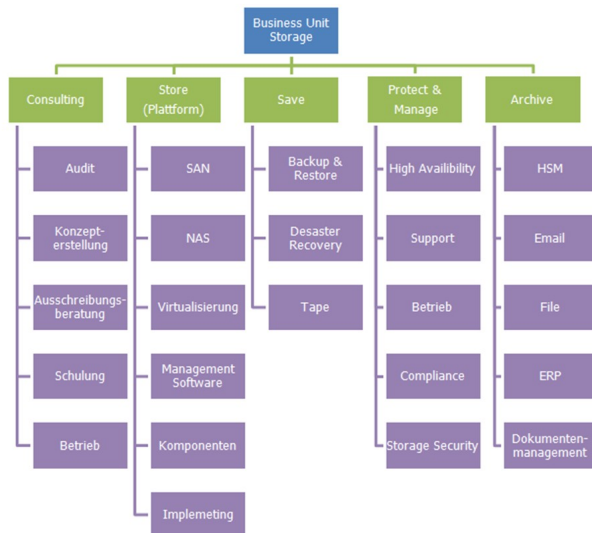 Business Unit
Storage
Consulting
Store
(Plattform)
Save
Protect &
Manage
Archive
Audit
Konzept-
erstellung
Ausschreibungs-
beratung
Schulung
Betrieb
SAN
NAS
Virtualisierung
Management
Software
Komponenten
Implemeting
Backup &
Restore
Desaster
Recovery
Tape
High Availibility
Support
Betrieb
Compliance
Storage Security
HSM
Email
File
ERP
Dokumenten-
management